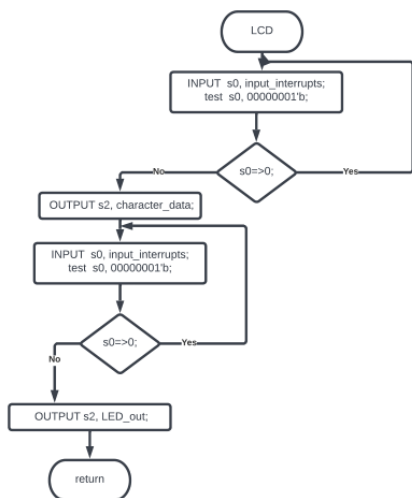 LCD
INPUT s0, input_interrupts;
test s0, 00000001'b;
s0=>0;
No
Yes
OUTPUT s2, character_data;
INPUT s0, input_interrupts;
test s0, 00000001'b;
s0=>0;
Yes
No
OUTPUT s2, LED_out;
return